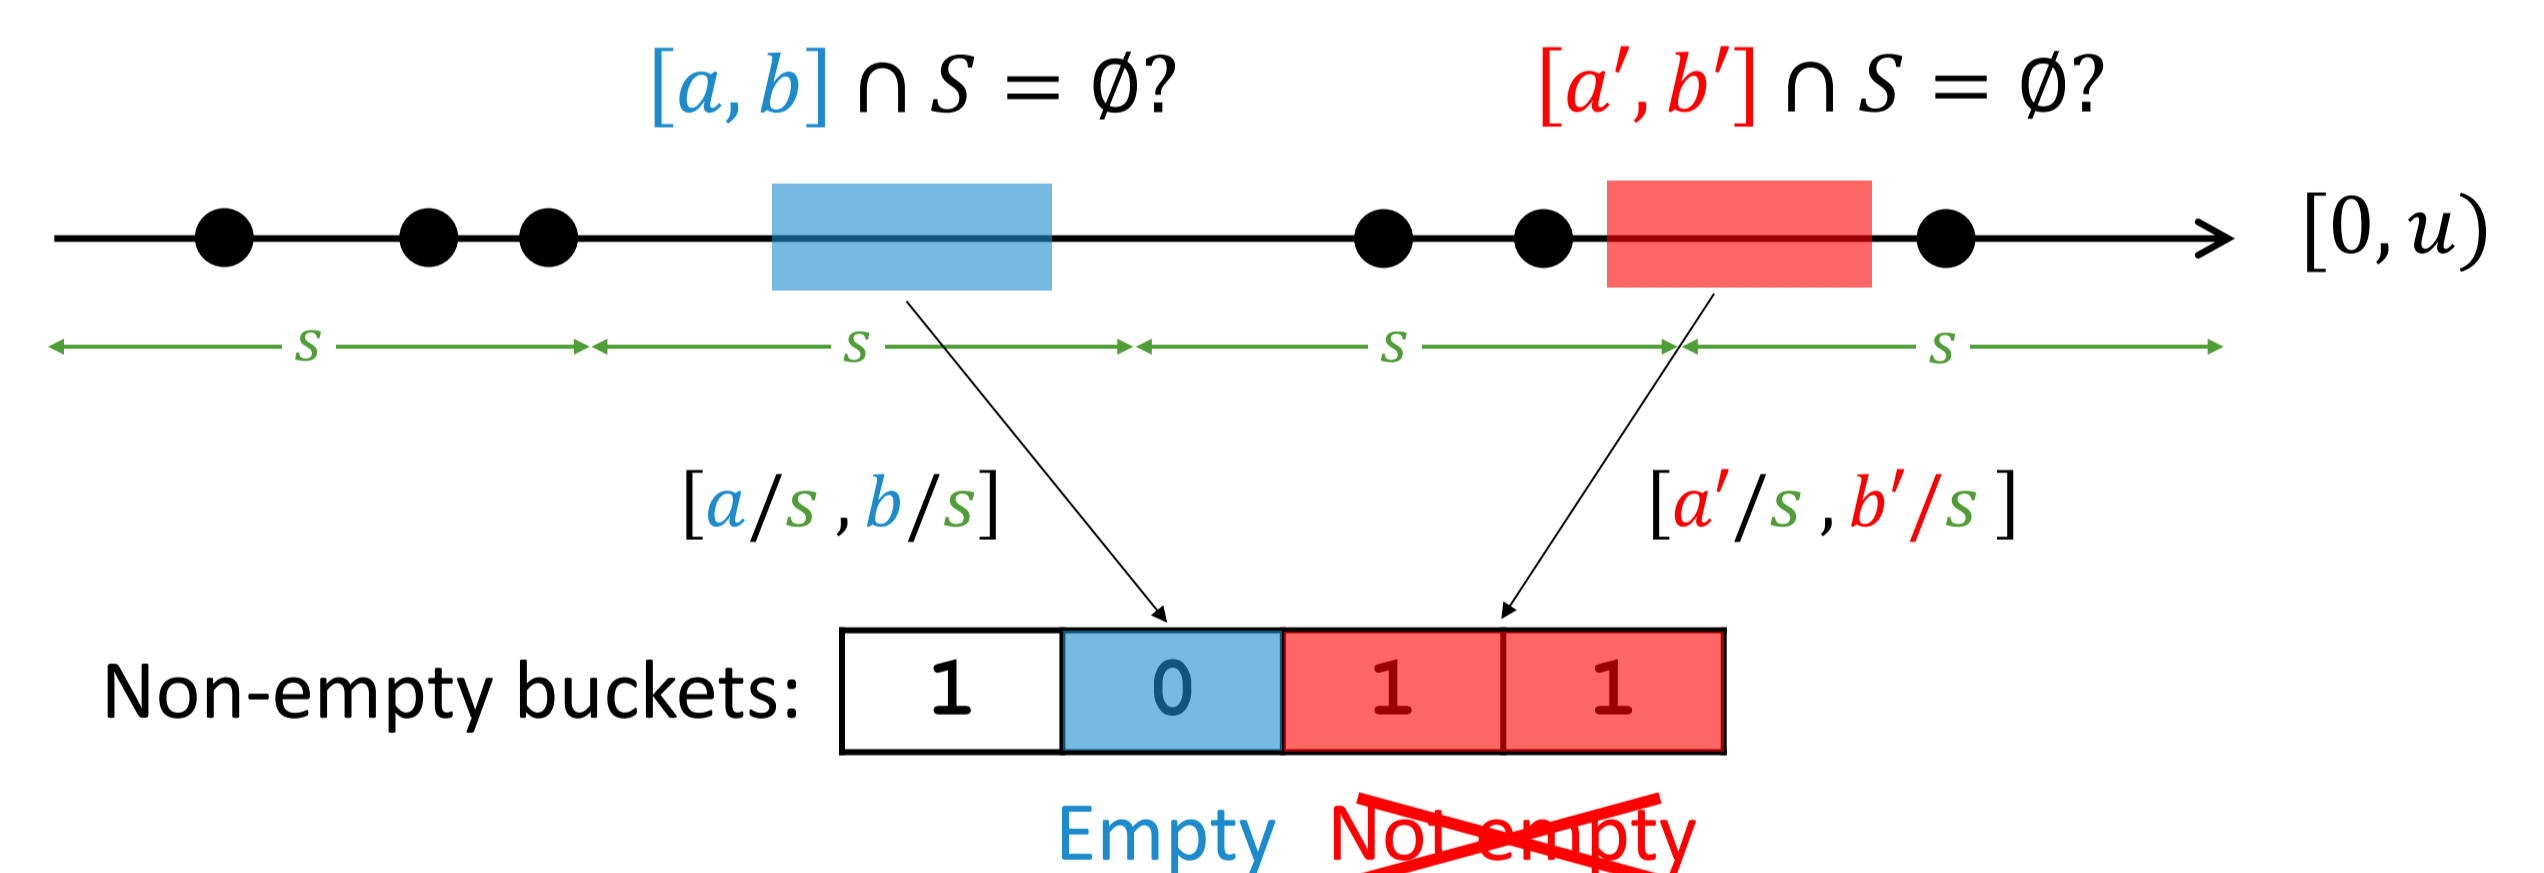 [a, b] ∩ S = ∅? [a′, b′] ∩ S = ∅?
[0, u)
s s s s
[a/s , b/s] [a′/s , b′/s ]
Non-empty buckets: 1 0 1 1
Empty Not empty